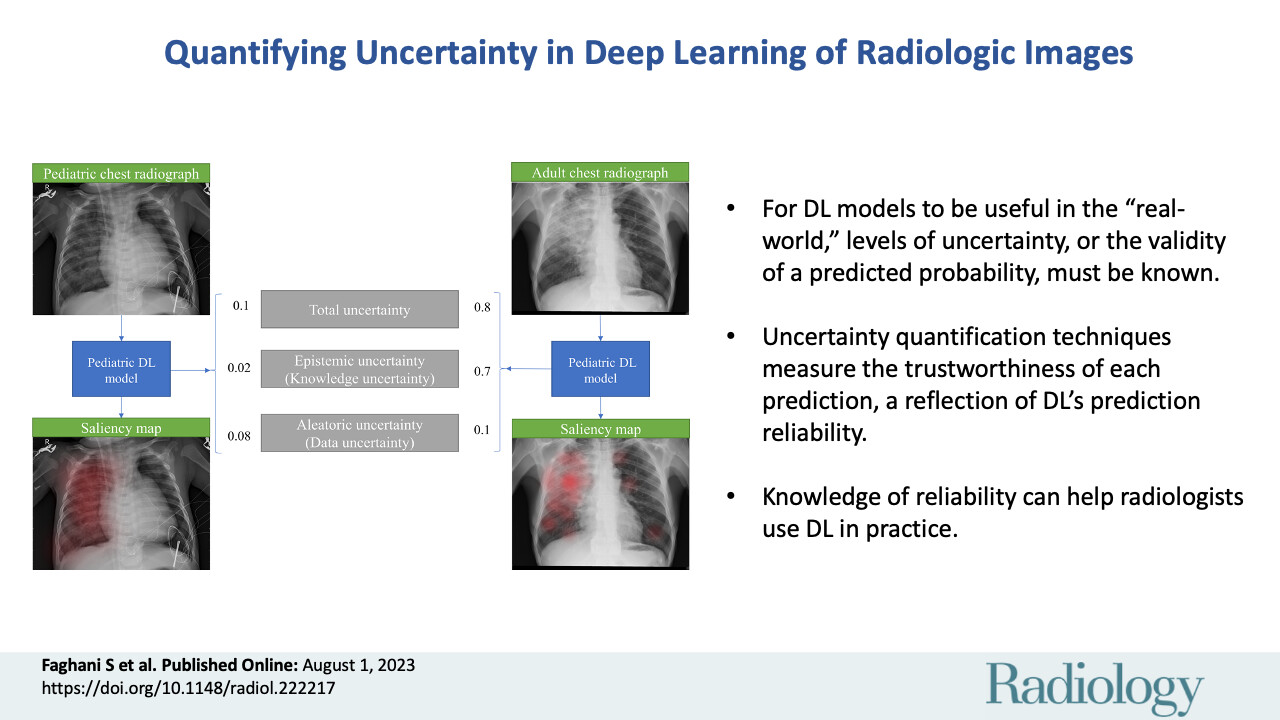 Quantifying Uncertainty in Deep Learning of Radiologic Images
Pediatric chest radiograph
R
Pediatric DL
model
Saliency map
R
0.1
0.02
0.08
Total uncertainty
Epistemic uncertainty
(Knowledge uncertainty)
Aleatoric uncertainty
(Data uncertainty)
0.8
0.7
0.1
Adult chest radiograph
Pediatric DL
model
Saliency map
• For DL models to be useful in the “real-
world,” levels of uncertainty, or the validity
of a predicted probability, must be known.
• Uncertainty quantification techniques
measure the trustworthiness of each
prediction, a reflection of DL’s prediction
reliability.
• Knowledge of reliability can help radiologists
use DL in practice.
Faghani S et al. Published Online: August 1, 2023
https://doi.org/10.1148/radiol.222217
Radiology